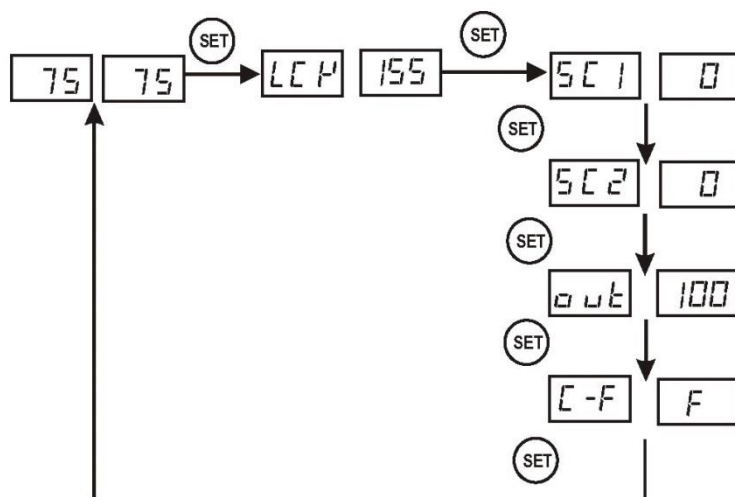 SET SET
75 75 LCK 155 SC1 0
SET
SC2 0
SET
out 100
SET
C-F F
SET